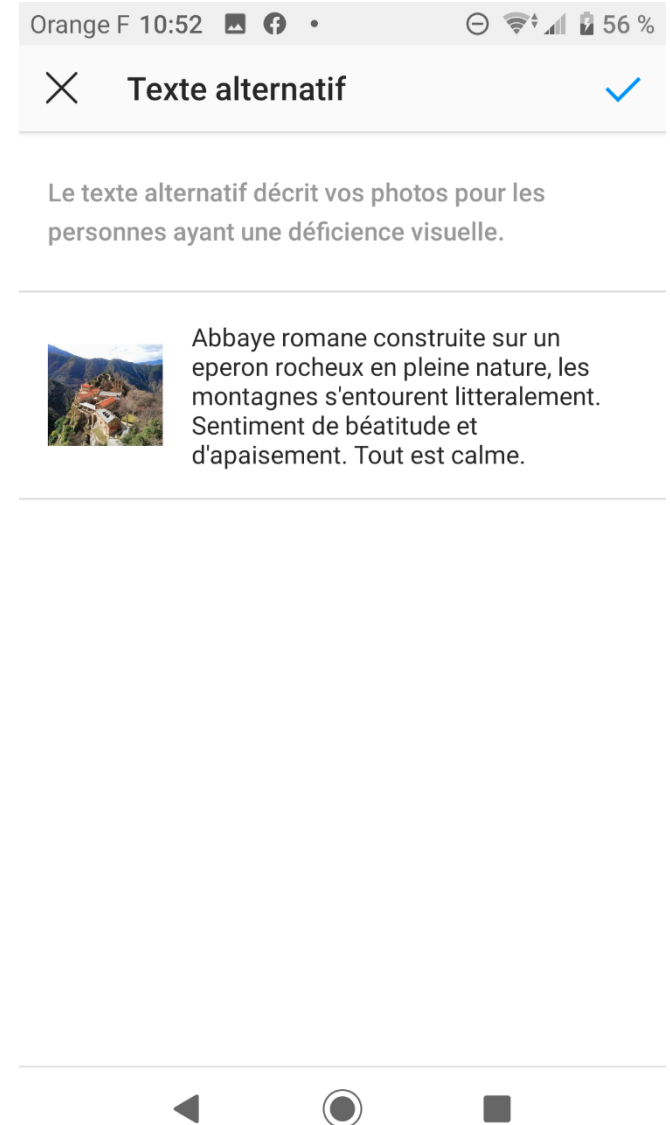 Orange F 10:52 56 %
Texte alternatif
Le texte alternatif décrit vos photos pour les
personnes ayant une déficience visuelle.
Abbaye romane construite sur un
eperon rocheux en pleine nature, les
montagnes s'entourent litteralement.
Sentiment de béatitude et
d'apaisement. Tout est calme.